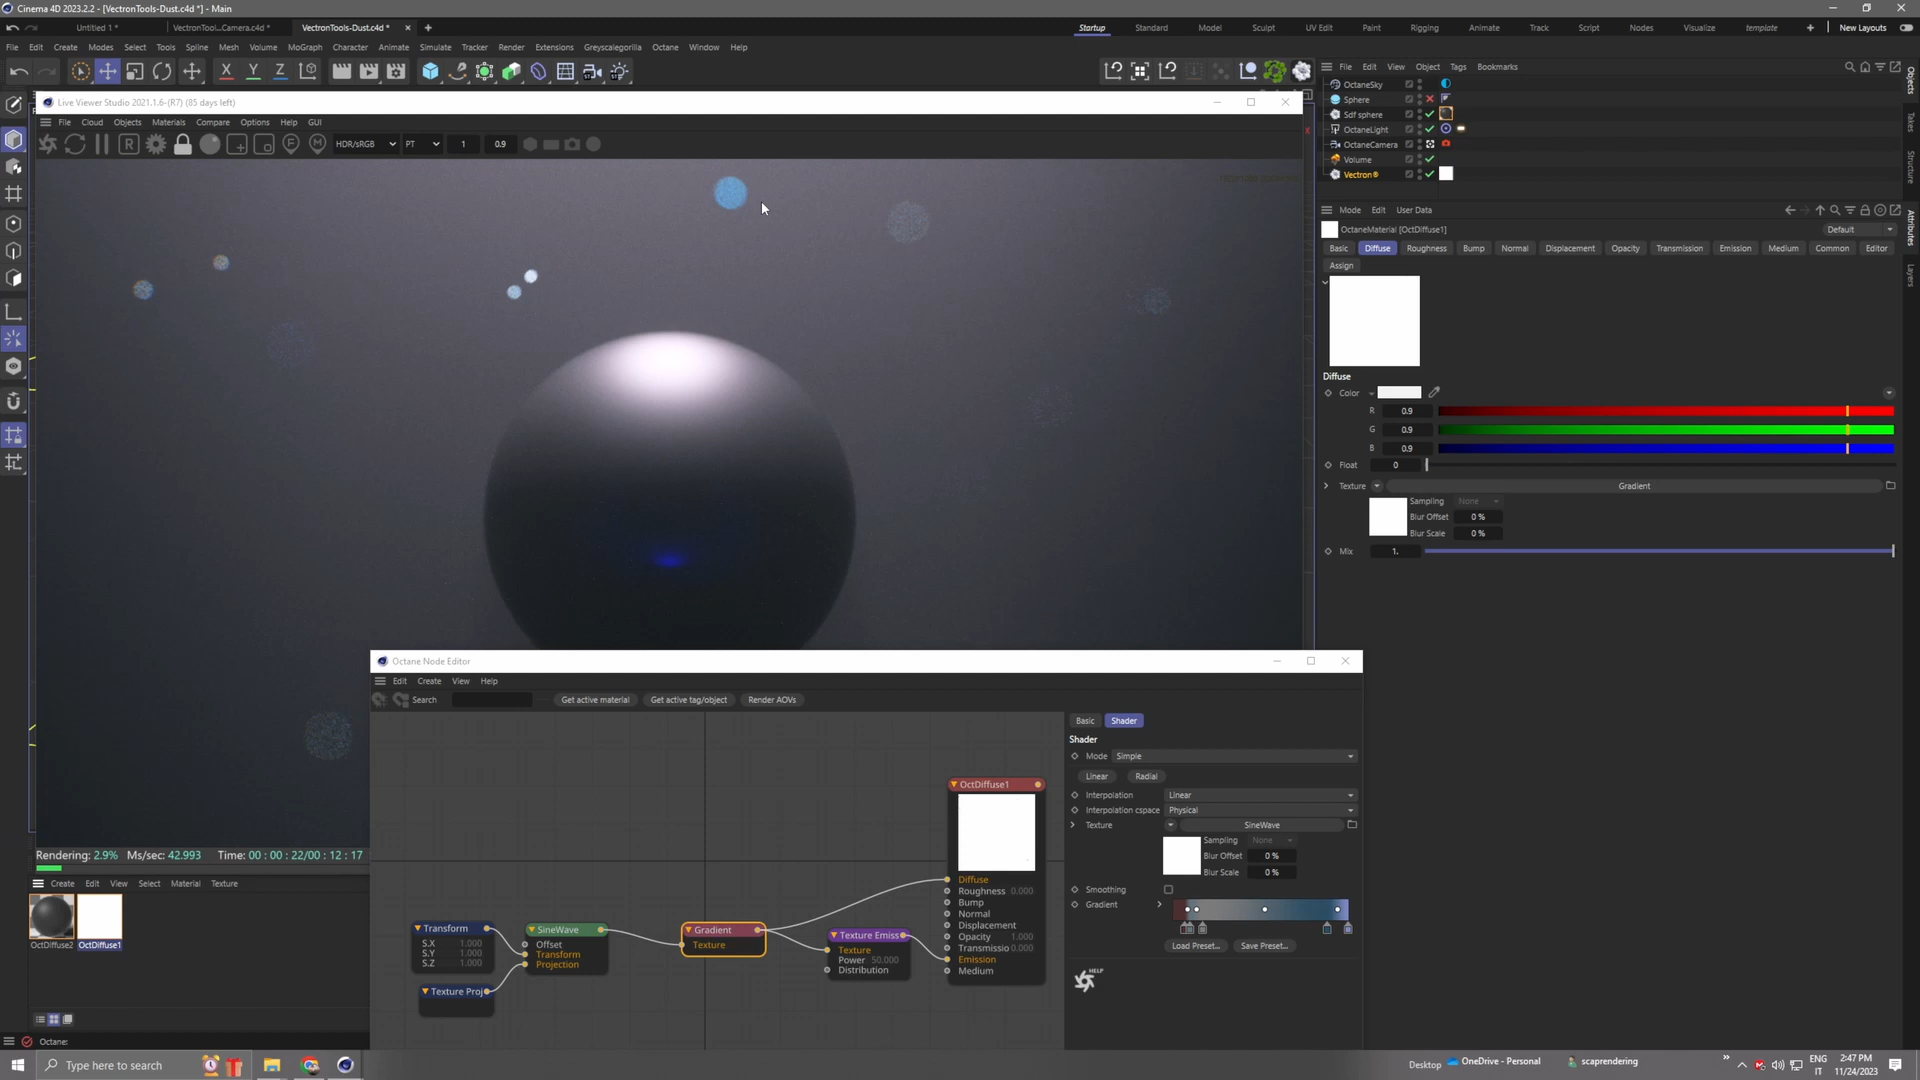 Cinema 4D 2023.2.2 - [VectronTools-Dust.c4d *] - Main
Untitled 1 *
VectronTool...Camera.c4d *
VectronTools-Dust.c4d *
Startup Standard Model Sculpt UV Edit Paint Rigging Animate Track Script Nodes Visualize template New Layouts
File Edit Create Modes Select Tools Spline Mesh Volume MoGraph Character Animate Simulate Tracker Render Extensions Greyscalegorilla Octane Window Help
File Edit View Object Tags Bookmarks
X Y Z
OctaneSky
Sphere
Sdf sphere
OctaneLight
OctaneCamera
Volume
Vectron®
Objects
Takes
Structure
Attributes
Layers
Live Viewer Studio 2021.1.6-(R7) (85 days left)
File Cloud Objects Materials Compare Options Help GUI
R
F
M
HDR/sRGB
PT
1
0.9
Mode Edit User Data
OctaneMaterial [OctDiffuse1]
Default
Basic Diffuse Roughness Bump Normal Displacement Opacity Transmission Emission Medium Common Editor
Assign
Diffuse
Color
R 0.9
G 0.9
B 0.9
Float 0
Texture Gradient
Sampling None
Blur Offset 0 %
Blur Scale 0 %
Mix 1.
Octane Node Editor
Edit Create View Help
Search
Get active material
Get active tag/object
Render AOVs
Basic Shader
Shader
Mode Simple
Linear Radial
Interpolation Linear
Interpolation cspace Physical
Texture SineWave
Sampling None
Blur Offset 0 %
Blur Scale 0 %
Smoothing
Gradient
Load Preset...
Save Preset...
HELP
OctDiffuse1
Diffuse
Roughness 0.000
Bump
Normal
Displacement
Opacity 1.000
Transmissio 0.000
Emission
Medium
Transform
S.X 1.000
S.Y 1.000
S.Z 1.000
Texture Proj
SineWave
Offset
Transform
Projection
Gradient
Texture
Texture Emiss
Texture
Power 50.000
Distribution
Rendering: 2.9% Ms/sec: 42.993 Time: 00 : 00 : 22/00 : 12 : 17
Create Edit View Select Material Texture
OctDiffuse2
OctDiffuse1
Octane:
Type here to search
Desktop
OneDrive - Personal
scaprendering
ENG
IT
2:47 PM
11/24/2023